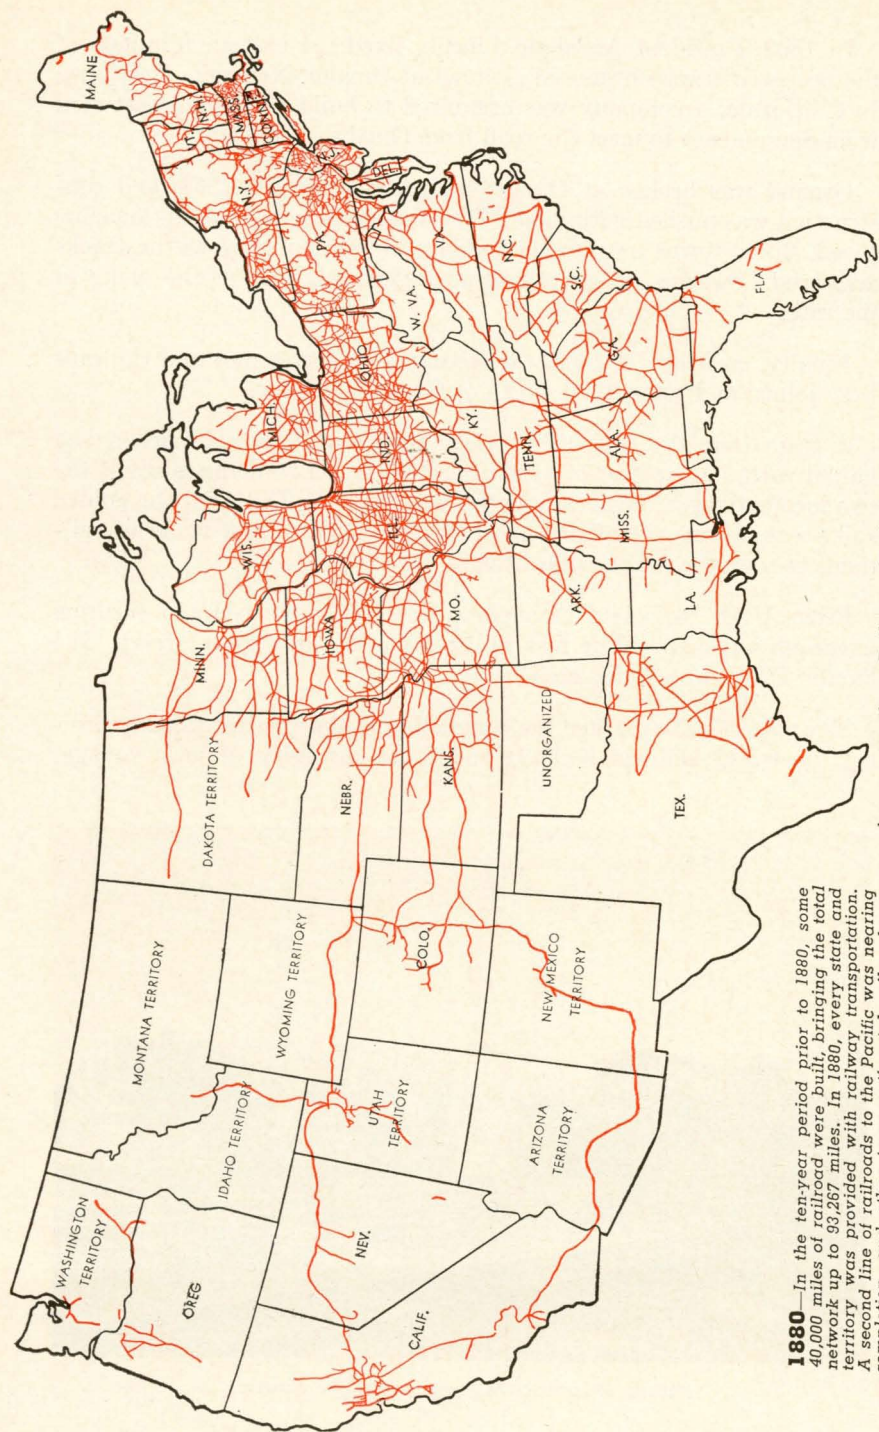 WASHINGTON
TERRITORY
OREG
CALIF.
NEV.
IDAHO TERRITORY
MONTANA TERRITORY
WYOMING TERRITORY
UTAH
TERRITORY
ARIZONA
TERRITORY
COLO.
NEW MEXICO
TERRITORY
DAKOTA TERRITORY
NEBR.
KANS.
UNORGANIZED
TEX.
MINN.
IOWA
MO.
ARK.
LA.
WIS.
ILL.
MICH.
IND.
OHIO
KY.
TENN.
MISS.
ALA.
GA.
FLA.
S.C.
N.C.
VA.
W. VA.
PA.
N.Y.
N.J.
DEL.
VT.
N.H.
MASS.
CONN.
MAINE
1880—In the ten-year period prior to 1880, some
40,000 miles of railroad were built, bringing the total
network up to 93,267 miles. In 1880, every state and
territory was provided with railway transportation.
A second line of railroads to the Pacific was nearing